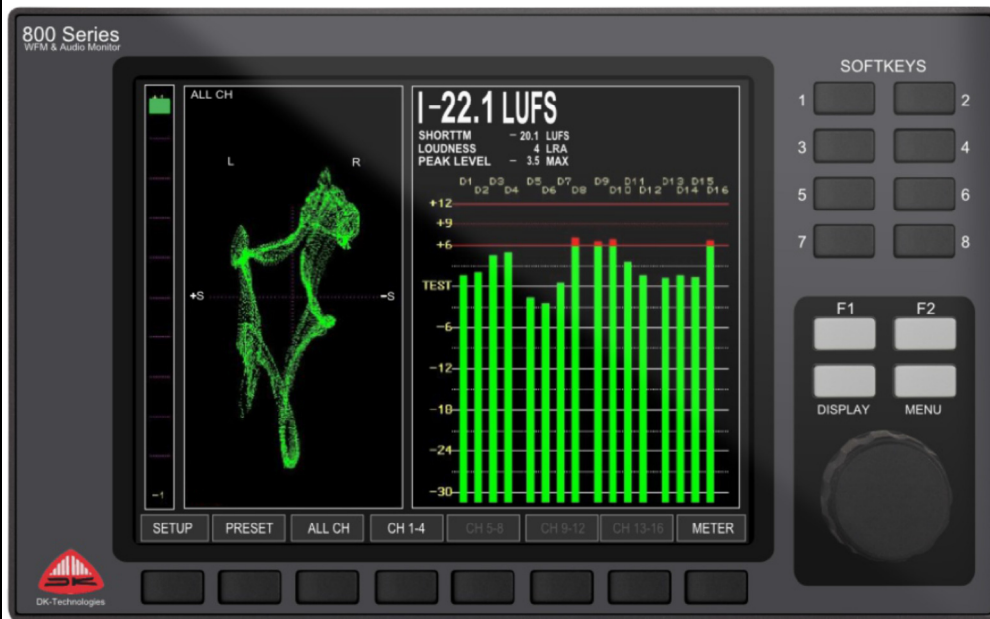 800 Series
WFM & Audio Monitor
SOFTKEYS
1
2
3
4
5
6
7
8
ALL CH
L
R
+S
-S
-1
I-22.1 LUFS
SHORTTM - 20.1 LUFS
LOUDNESS 4 LRA
PEAK LEVEL - 3.5 MAX
D1 D3 D5 D7 D9 D11 D13 D15
D2 D4 D6 D8 D10 D12 D14 D16
+12
+9
+6
TEST
-6
-12
-18
-24
-30
F1
F2
DISPLAY
MENU
SETUP PRESET ALL CH CH 1-4 CH 5-8 CH 9-12 CH 13-16 METER
DK
DK-Technologies